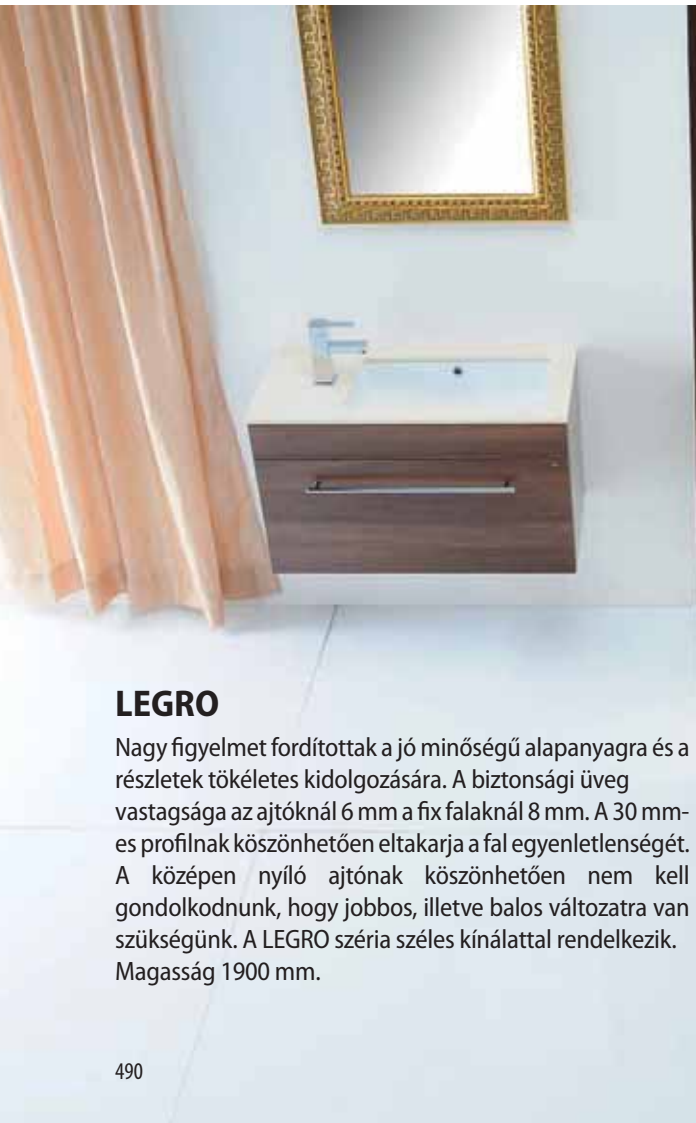 LEGRO
Nagy figyelmet fordítottak a jó minőségű alapanyagra és a
részletek tökéletes kidolgozására. A biztonsági üveg
vastagsága az ajtóknál 6 mm a fix falaknál 8 mm. A 30 mm-
es profilnak köszönhetően eltakarja a fal egyenletlenségét.
A középen nyíló ajtónak köszönhetően nem kell
gondolkodnunk, hogy jobbos, illetve balos változatra van
szükségünk. A LEGRO széria széles kínálattal rendelkezik.
Magasság 1900 mm.
490